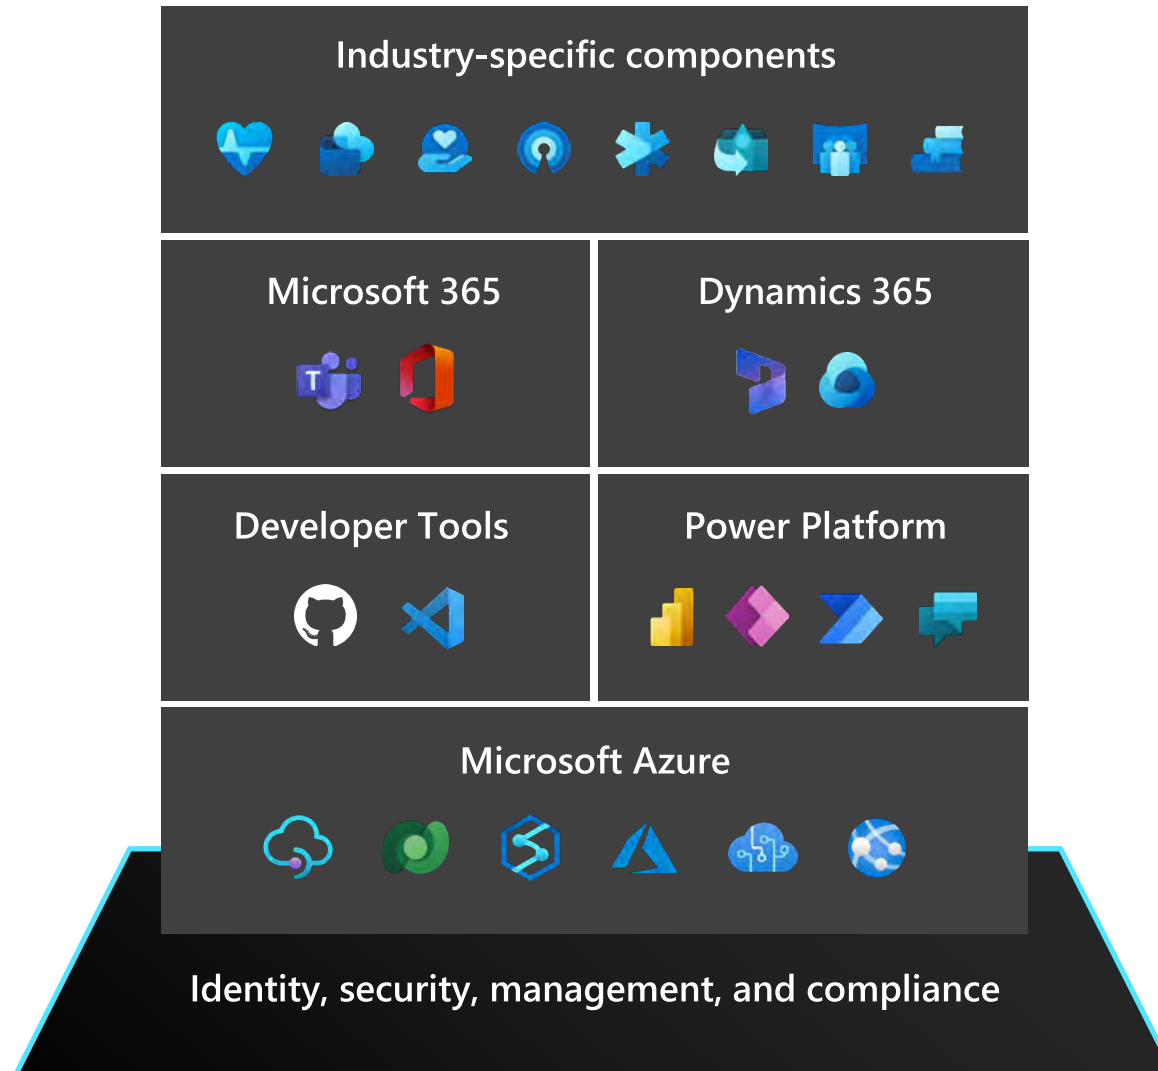 Industry-specific components
Microsoft 365
Dynamics 365
T
Developer Tools
Power Platform
Microsoft Azure
Identity, security, management, and compliance